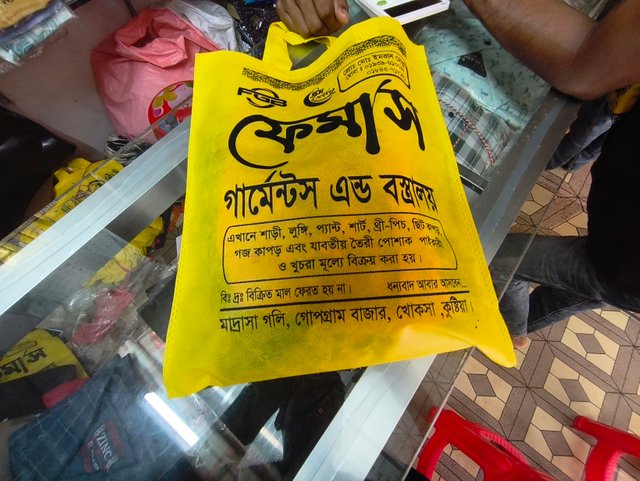 ফেমাস
গার্মেন্টস এন্ড বস্ত্রালয়
এখানে শাড়ী, লুঙ্গি, প্যান্ট, শার্ট, থ্রী-পিচ, ছিট কাপড়,
গজ কাপড় এবং যাবতীয় তৈরী পোশাক পাইকারী
ও খুচরা মূল্যে বিক্রয় করা হয়।
বিঃ দ্রঃ বিক্রিত মাল ফেরত হয় না। ধন্যবাদ আবার আসবেন...
মাদ্রাসা গলি, গোপগ্রাম বাজার, খোকসা কুষ্টিয়া।